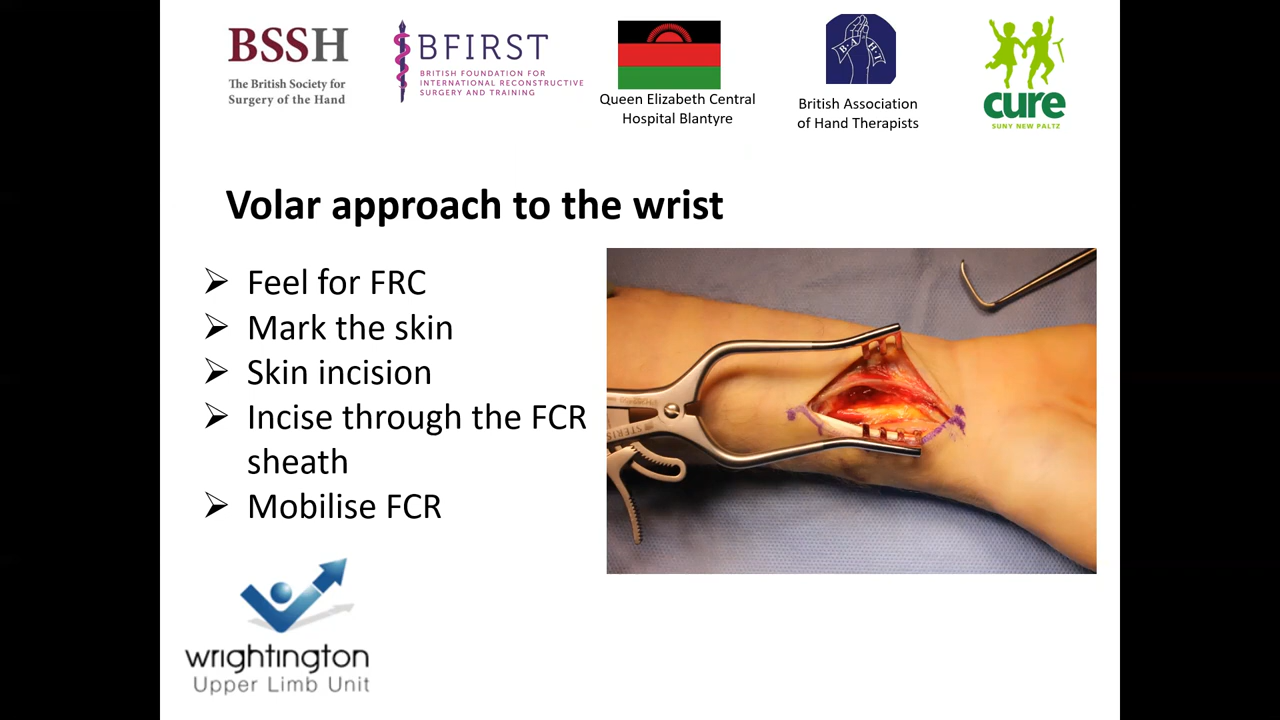 BSSH
The British Society for
Surgery of the Hand
BFIRST
BRITISH FOUNDATION FOR
INTERNATIONAL RECONSTRUCTIVE
SURGERY AND TRAINING
Queen Elizabeth Central
Hospital Blantyre
B·A·H·T
British Association
of Hand Therapists
cure
SUNY NEW PALTZ
Volar approach to the wrist
➢ Feel for FRC
➢ Mark the skin
➢ Skin incision
➢ Incise through the FCR
sheath
➢ Mobilise FCR
wrightington
Upper Limb Unit